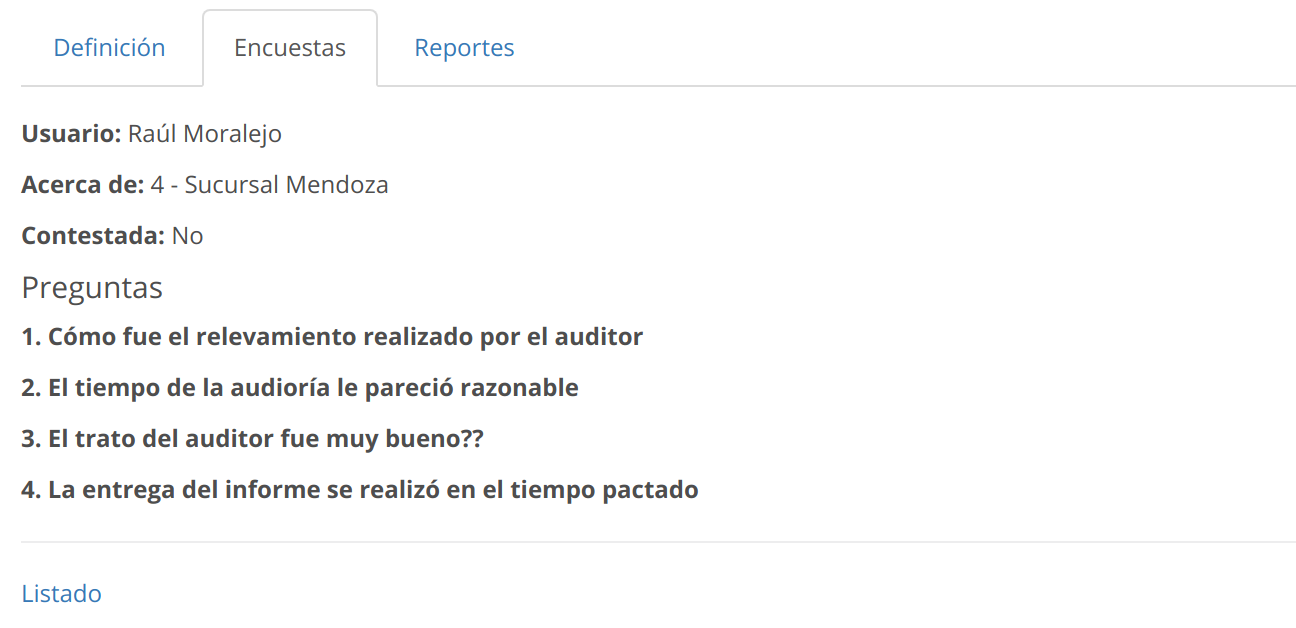 Definición Encuestas Reportes
Usuario: Raúl Moralejo
Acerca de: 4 - Sucursal Mendoza
Contestada: No
Preguntas
1. Cómo fue el relevamiento realizado por el auditor
2. El tiempo de la audioría le pareció razonable
3. El trato del auditor fue muy bueno??
4. La entrega del informe se realizó en el tiempo pactado
Listado